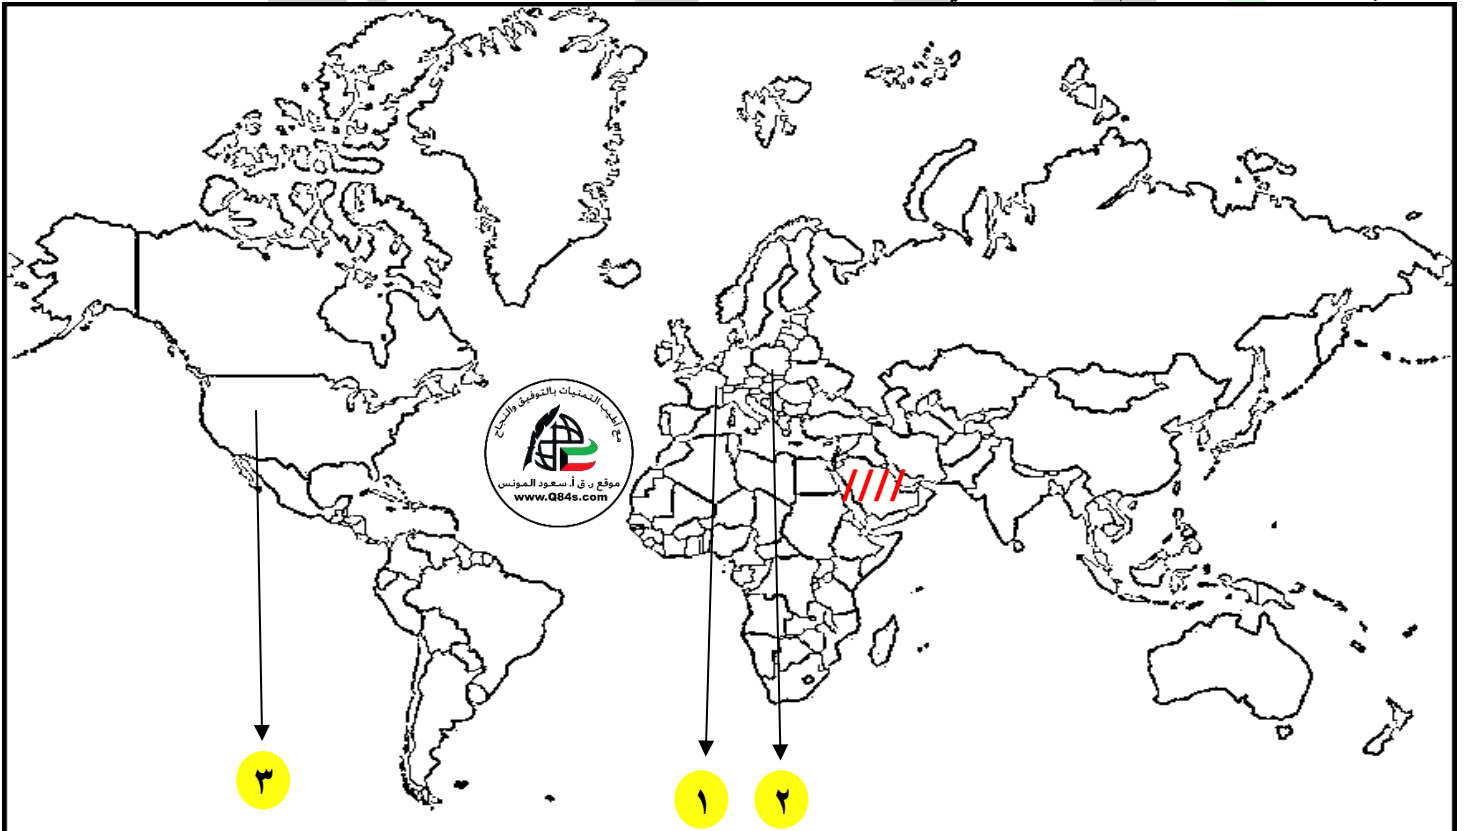 مع أطيب التمنيات بالتوفيق والنجاح
موقع ر.ق أ. سعود المونس
www.Q84s.com
٣
١
٢